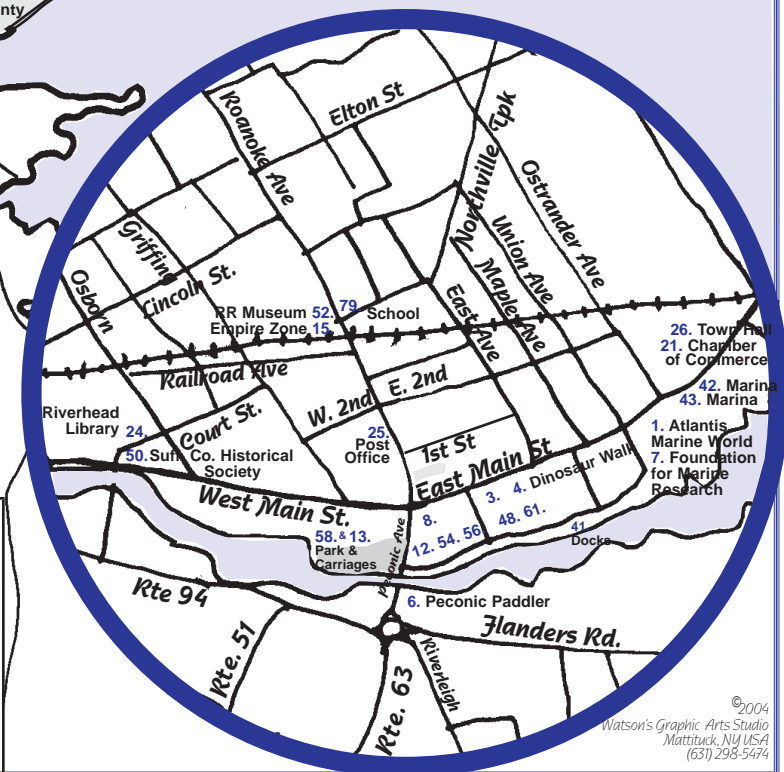 nty
Roanoke Ave
Elton St
Northville Tpk
Ostrander Ave
Union Ave
Maple Ave
East Ave
Griffing
Lincoln St.
Osborn
RR Museum 52. 79 School
Empire Zone 15.
26. Town Hall
21. Chamber
of Commerce
Railroad Ave
42. Marina
43. Marina
W. 2nd
E. 2nd
Riverhead
Library 24.
Court St.
25.
Post
Office
1st St
1. Atlantis
Marine World
7. Foundation
for Marine
Research
50. Suff. Co. Historical
Society
East Main St
3. 4. Dinosaur Walk
West Main St.
48. 61.
8.
12. 54. 56
41
Docks
58.& 13.
Park &
Carriages
Peconic Ave
Rte 94
6. Peconic Paddler
Flanders Rd.
Rte. 51
Riverleigh
Rte. 63
©2004
Watson's Graphic Arts Studio
Mattituck, NY USA
(631) 298-5474